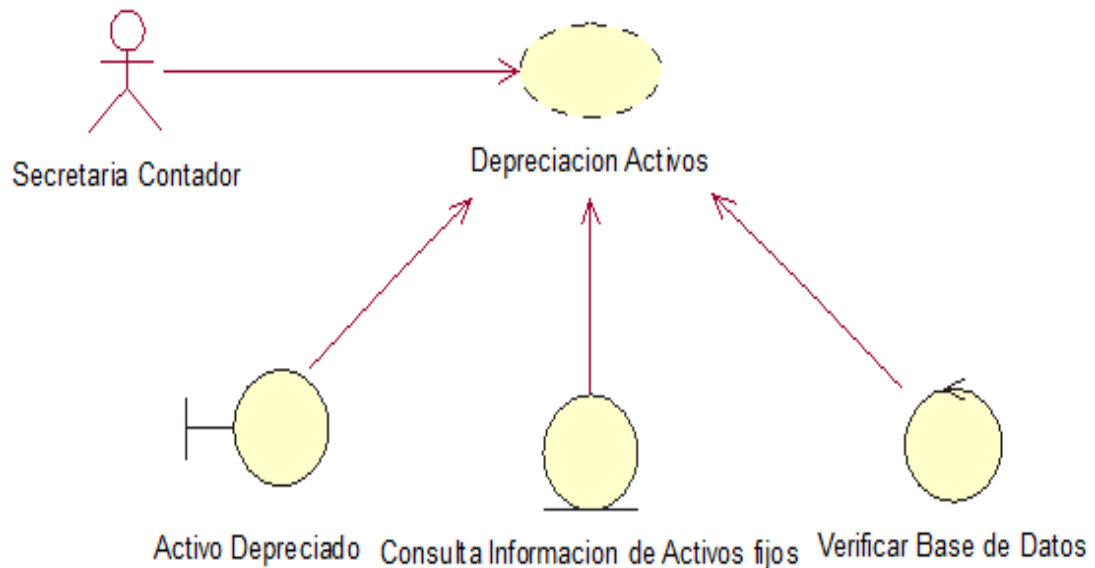 Secretaria Contador
Depreciacion Activos
Activo Depreciado
Consulta Informacion de Activos fijos
Verificar Base de Datos